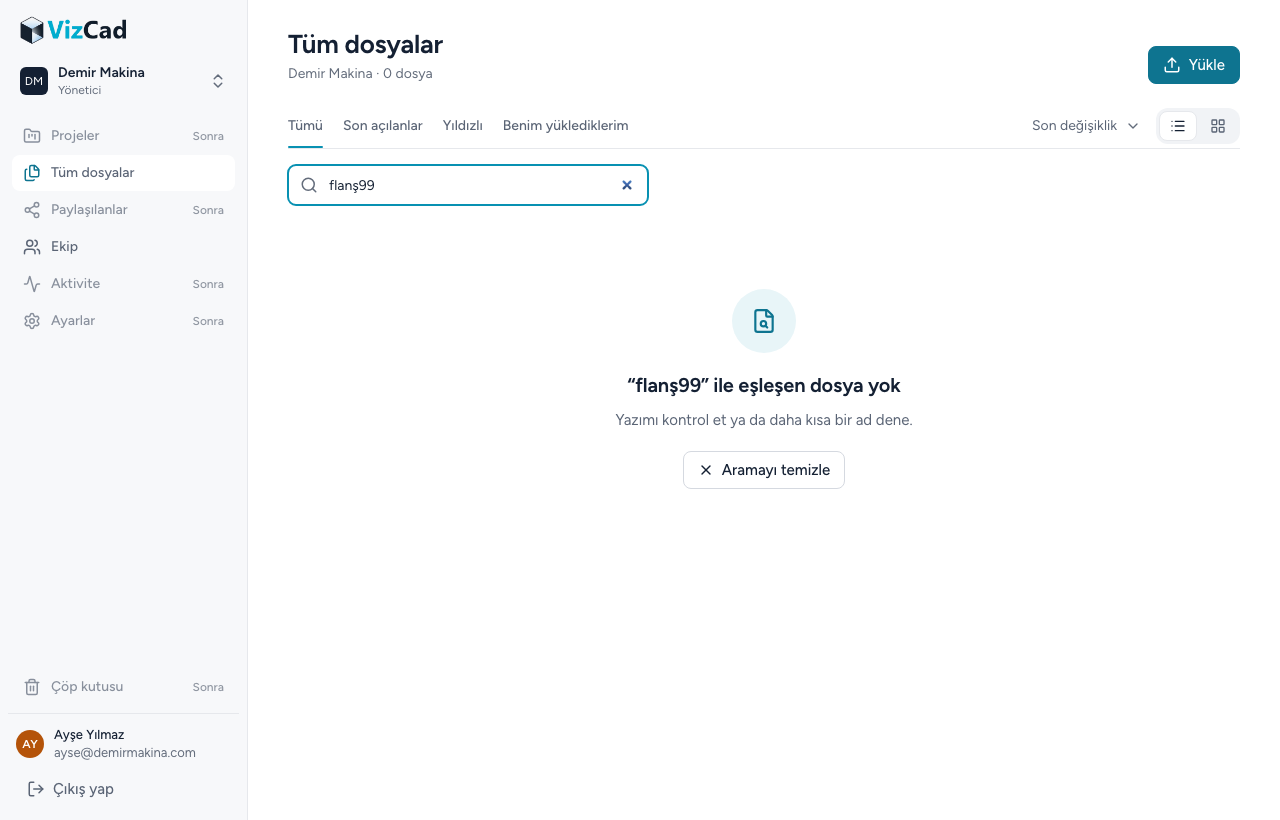 VizCad
DM
Demir Makina
Yönetici
Projeler Sonra
Tüm dosyalar
Paylaşılanlar Sonra
Ekip
Aktivite Sonra
Ayarlar Sonra
Çöp kutusu Sonra
AY
Ayşe Yılmaz
ayse@demirmakina.com
Çıkış yap
Tüm dosyalar
Demir Makina · 0 dosya
Yükle
Tümü Son açılanlar Yıldızlı Benim yüklediklerim
Son değişiklik
flanş99
“flanş99” ile eşleşen dosya yok
Yazımı kontrol et ya da daha kısa bir ad dene.
Aramayı temizle